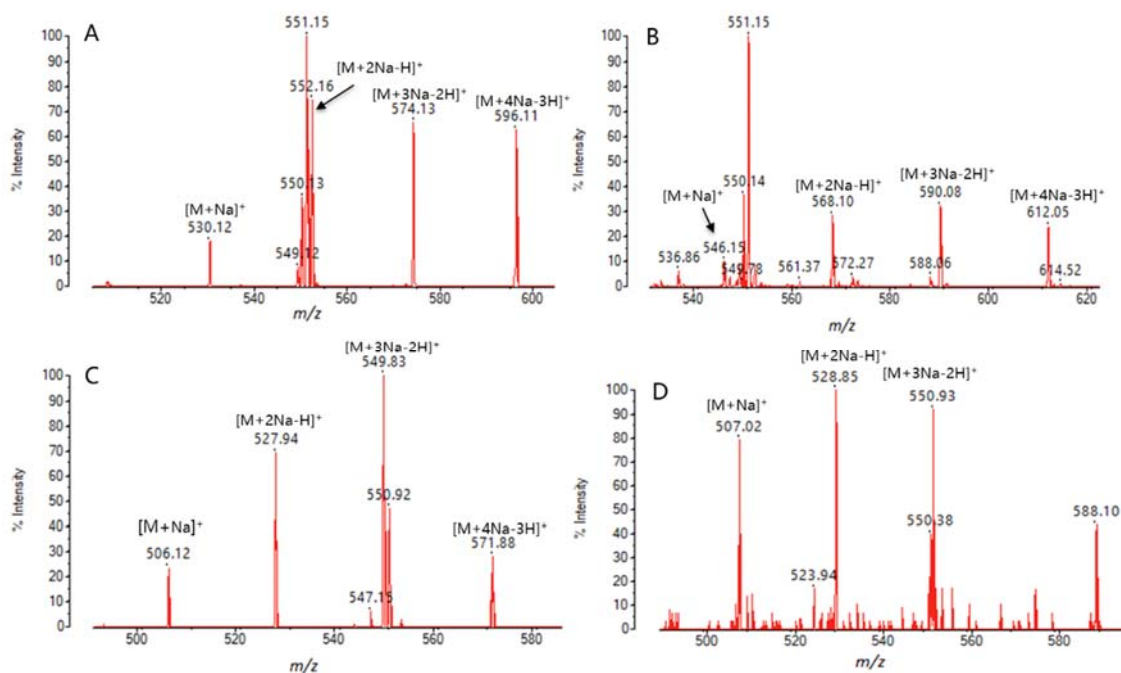 A
551.15
[M+2Na-H]⁺
552.16
[M+3Na-2H]⁺
574.13
[M+4Na-3H]⁺
596.11
550.13
[M+Na]⁺
530.12
549.12
100
90
80
70
60
50
40
30
20
10
0
% Intensity
520 540 560 580 600
m/z
B
551.15
550.14
[M+Na]⁺
546.15
536.86
549.78
561.37
[M+2Na-H]⁺
568.10
572.27
[M+3Na-2H]⁺
590.08
588.06
[M+4Na-3H]⁺
612.05
614.52
100
90
80
70
60
50
40
30
20
10
0
% Intensity
540 560 580 600 620
m/z
C
[M+3Na-2H]⁺
549.83
[M+2Na-H]⁺
527.94
550.92
[M+Na]⁺
506.12
547.15
[M+4Na-3H]⁺
571.88
100
90
80
70
60
50
40
30
20
10
0
% Intensity
500 520 540 560 580
m/z
D
[M+2Na-H]⁺
528.85
[M+3Na-2H]⁺
550.93
[M+Na]⁺
507.02
523.94
550.38
588.10
100
90
80
70
60
50
40
30
20
10
0
% Intensity
500 520 540 560 580
m/z